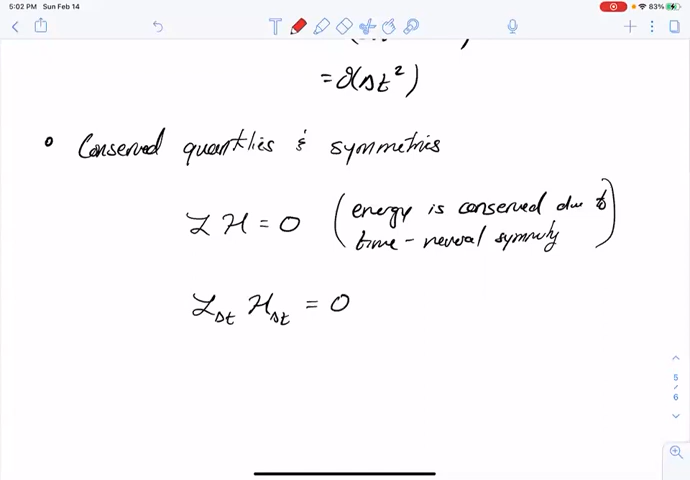 5:02 PM Sun Feb 14
83%
= O(Δt²)
Conserved quantities & symmetries
ℒ H = 0 (energy is conserved due to
time-reversal symmetry)
ℒ_Δt H_Δt = 0
5
/
6